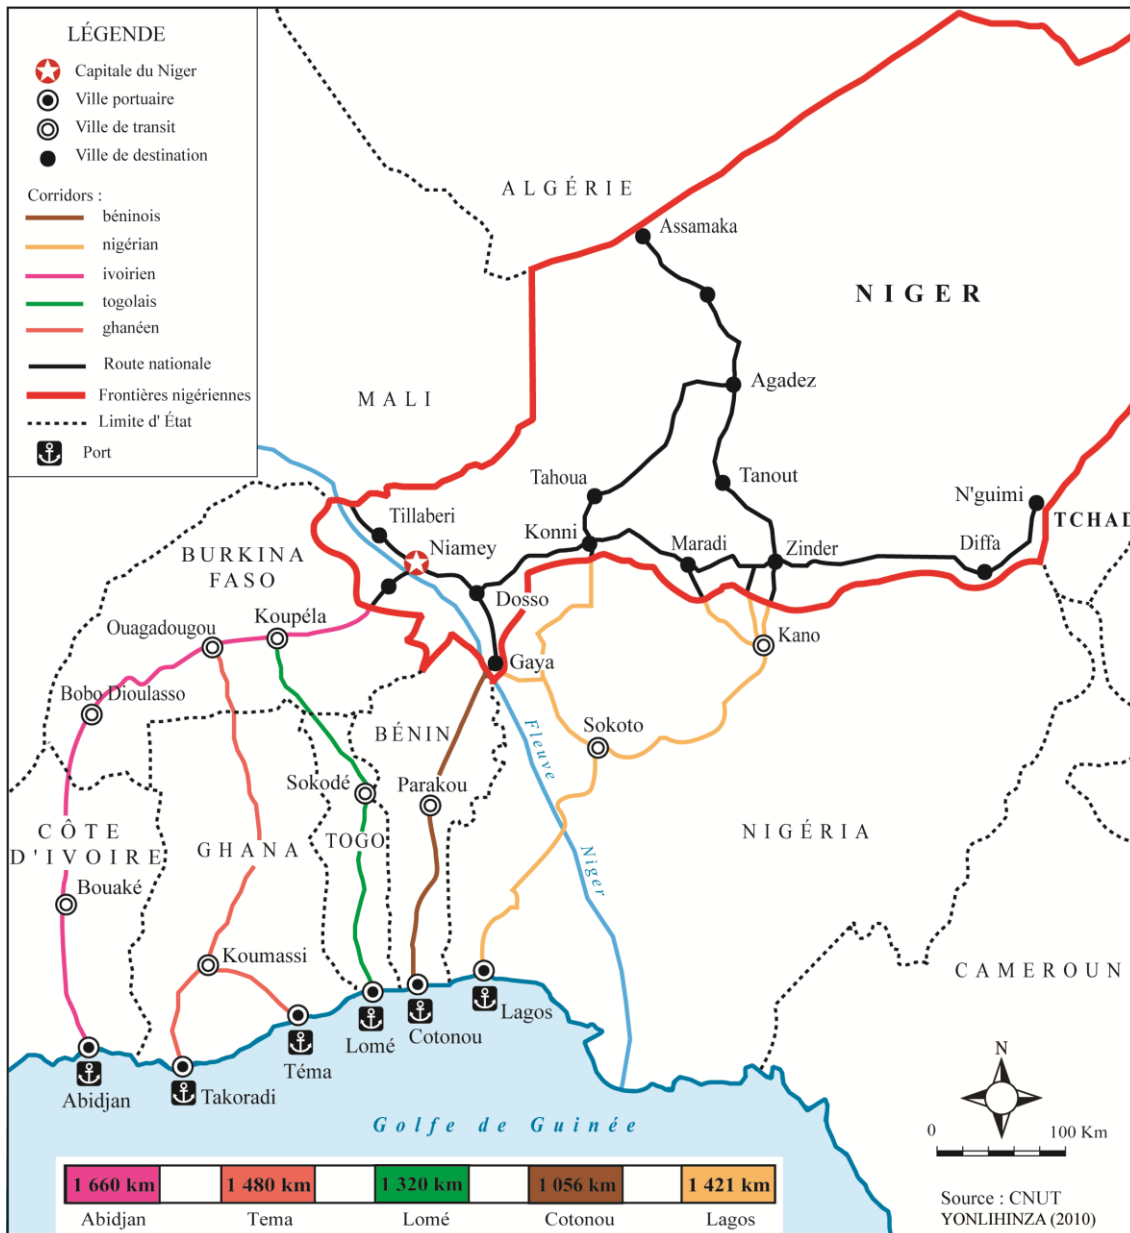 LÉGENDE
Capitale du Niger
Ville portuaire
Ville de transit
Ville de destination
Corridors :
béninois
nigérian
ivoirien
togolais
ghanéen
Route nationale
Frontières nigériennes
Limite d' État
Port
ALGÉRIE
Assamaka
NIGER
MALI
Agadez
Tahoua
Tanout
N'guimi
Tillaberi
Konni
TCHAD
BURKINA
FASO
Niamey
Maradi
Zinder
Diffa
Dosso
Ouagadougou
Koupéla
Kano
Gaya
Bobo Dioulasso
Sokoto
BÉNIN
Fleuve
Niger
Sokodé
Parakou
CÔTE
D'IVOIRE
GHANA
TOGO
NIGÉRIA
Bouaké
Koumassi
CAMEROUN
Lagos
Cotonou
Lomé
Téma
Takoradi
Abidjan
Golfe de Guinée
N
0 100 Km
1 660 km 1 480 km 1 320 km 1 056 km 1 421 km
Abidjan Tema Lomé Cotonou Lagos
Source : CNUT
YONLIHINZA (2010)